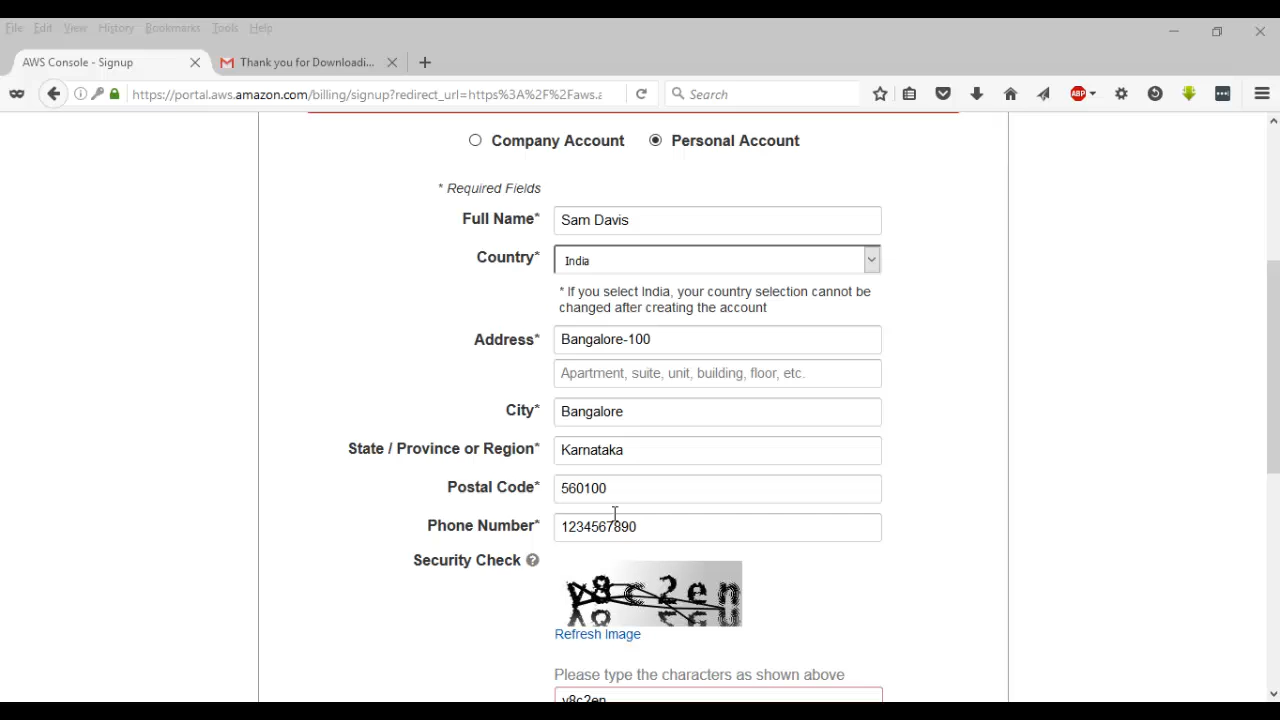 File Edit View History Bookmarks Tools Help
AWS Console - Signup
Thank you for Downloadi...
https://portal.aws.amazon.com/billing/signup?redirect_url=https%3A%2F%2Faws.a
Search
ABP
Company Account Personal Account
* Required Fields
Full Name* Sam Davis
Country* India
* If you select India, your country selection cannot be
changed after creating the account
Address* Bangalore-100
Apartment, suite, unit, building, floor, etc.
City* Bangalore
State / Province or Region* Karnataka
Postal Code* 560100
Phone Number* 1234567890
Security Check ?
y8c2en
Refresh Image
Please type the characters as shown above
y8c2en